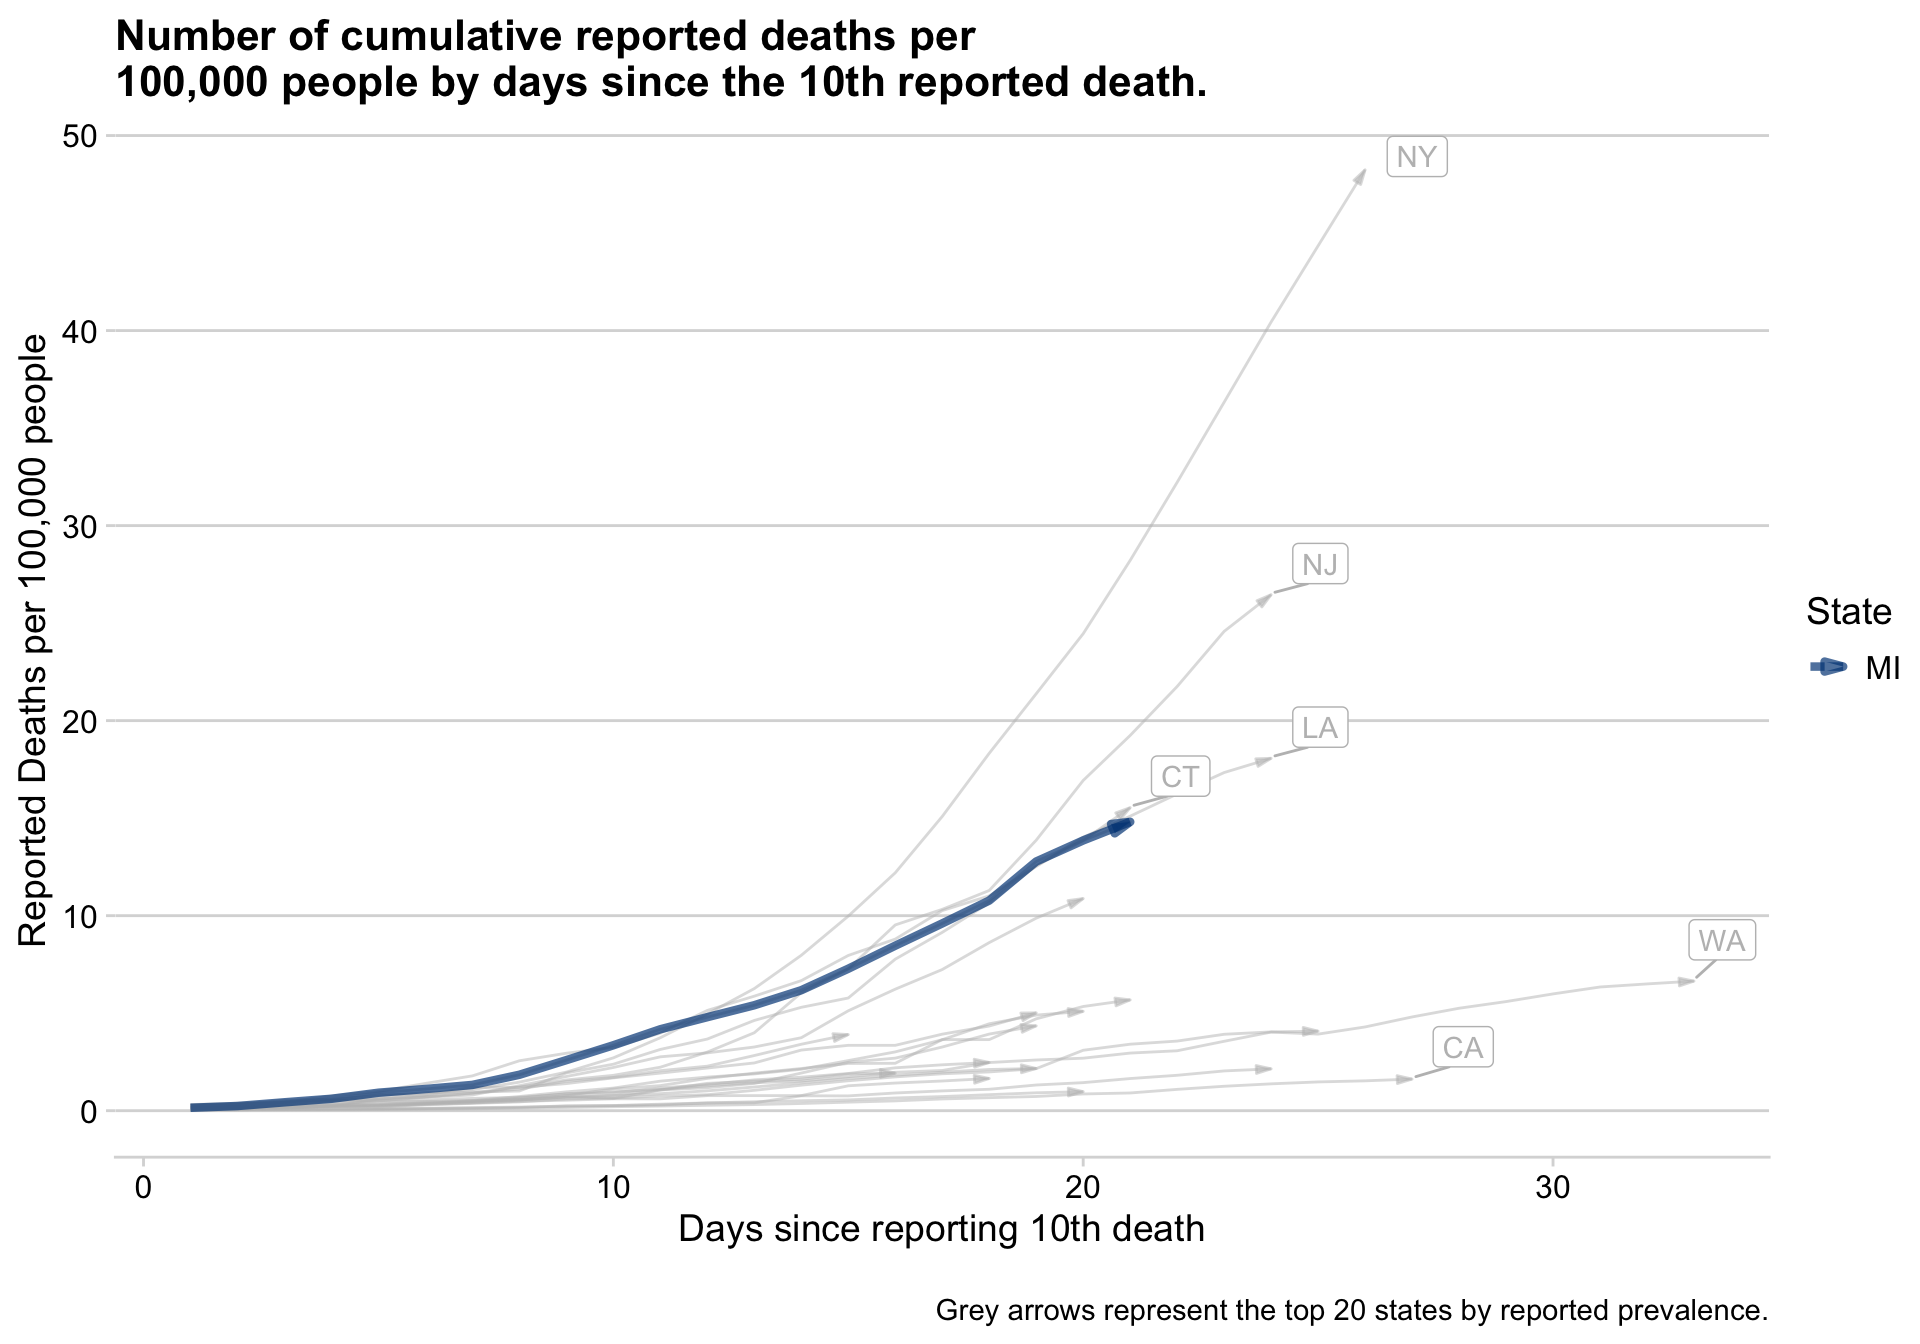 Number of cumulative reported deaths per
100,000 people by days since the 10th reported death.
Reported Deaths per 100,000 people
50
40
30
20
10
0
NY
NJ
LA
CT
WA
CA
State
MI
0 10 20 30
Days since reporting 10th death
Grey arrows represent the top 20 states by reported prevalence.